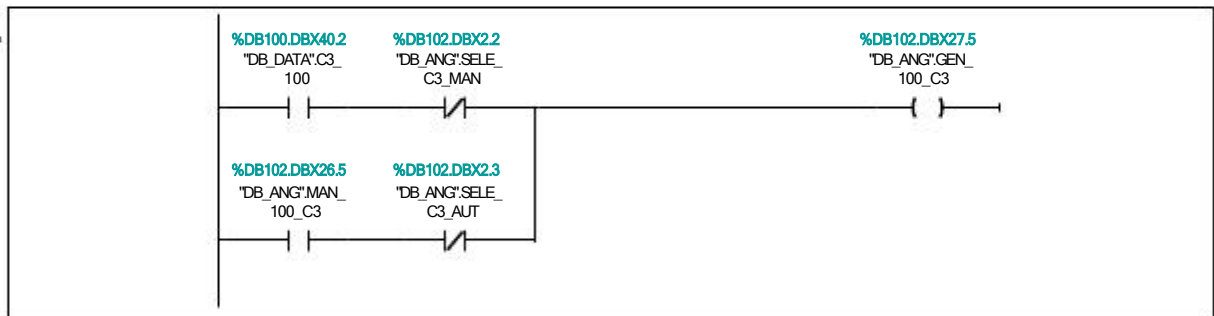 %DB100.DBX40.2 %DB102.DBX2.2 %DB102.DBX27.5
"DB_DATA".C3_ "DB_ANG".SELE_ "DB_ANG".GEN_
100 C3_MAN 100_C3
%DB102.DBX26.5 %DB102.DBX2.3
"DB_ANG".MAN_ "DB_ANG".SELE_
100_C3 C3_AUT